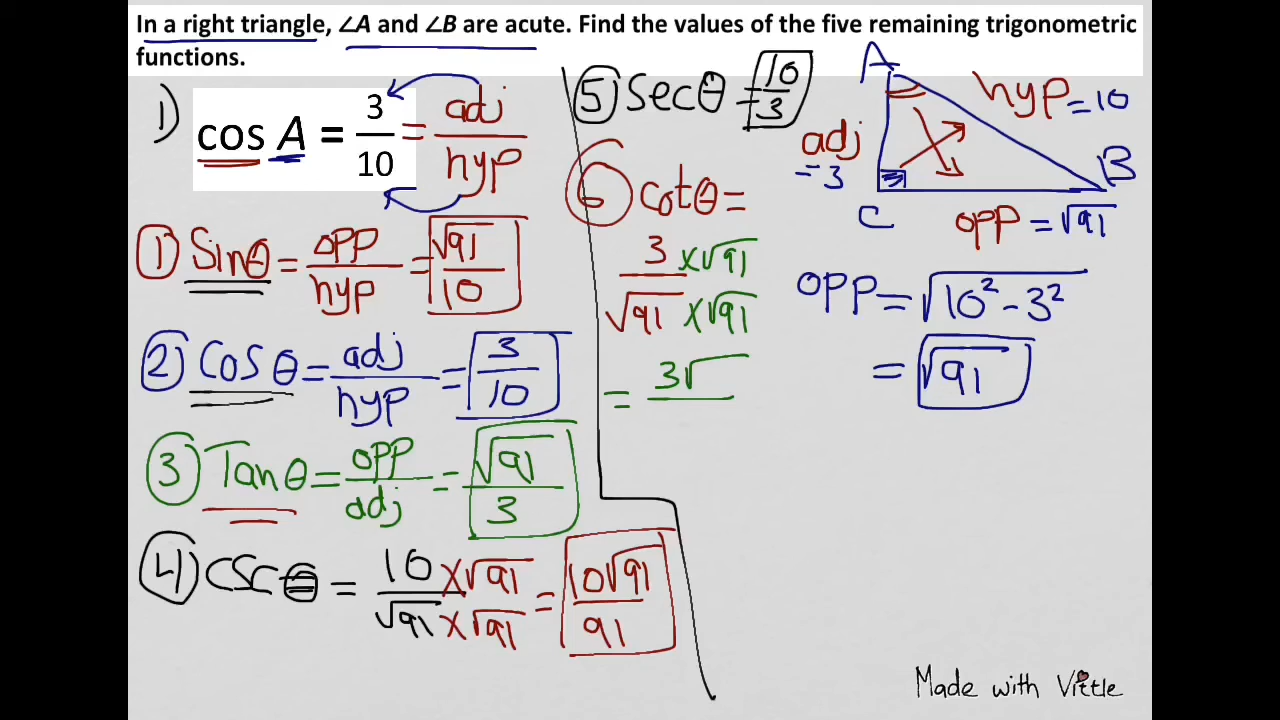 In a right triangle, ∠A and ∠B are acute. Find the values of the five remaining trigonometric
functions.
1) cos A = 3/10 = adj/hyp
① Sinθ = opp/hyp = √91/10
② Cosθ = adj/hyp = 3/10
③ Tanθ = opp/adj = √91/3
④ cscθ = 10/√91 x √91/√91 = 10√91/91
⑤ secθ = 10/3
⑥ cotθ =
3/√91 x √91/√91
= 3√
A
hyp = 10
adj
= 3
B
C
opp = √91
opp = √10² - 3²
= √91
Made with Vittle